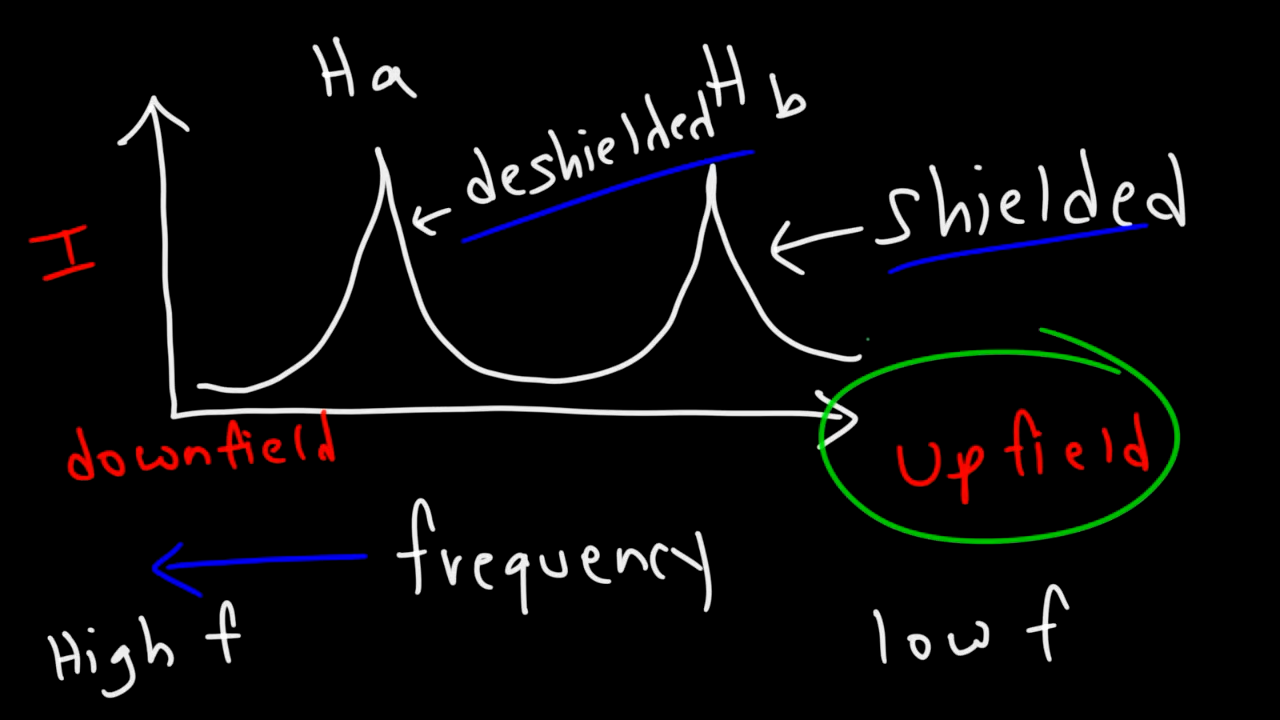 Ha
Hb
deshielded
shielded
I
downfield
Upfield
frequency
High f
low f